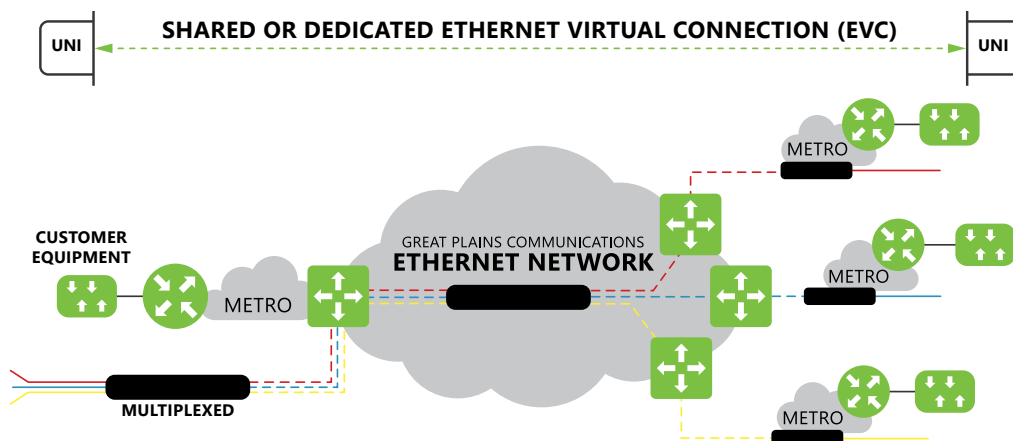 SHARED OR DEDICATED ETHERNET VIRTUAL CONNECTION (EVC)
UNI
UNI
METRO
GREAT PLAINS COMMUNICATIONS
ETHERNET NETWORK
CUSTOMER
EQUIPMENT
METRO
METRO
MULTIPLEXED
METRO